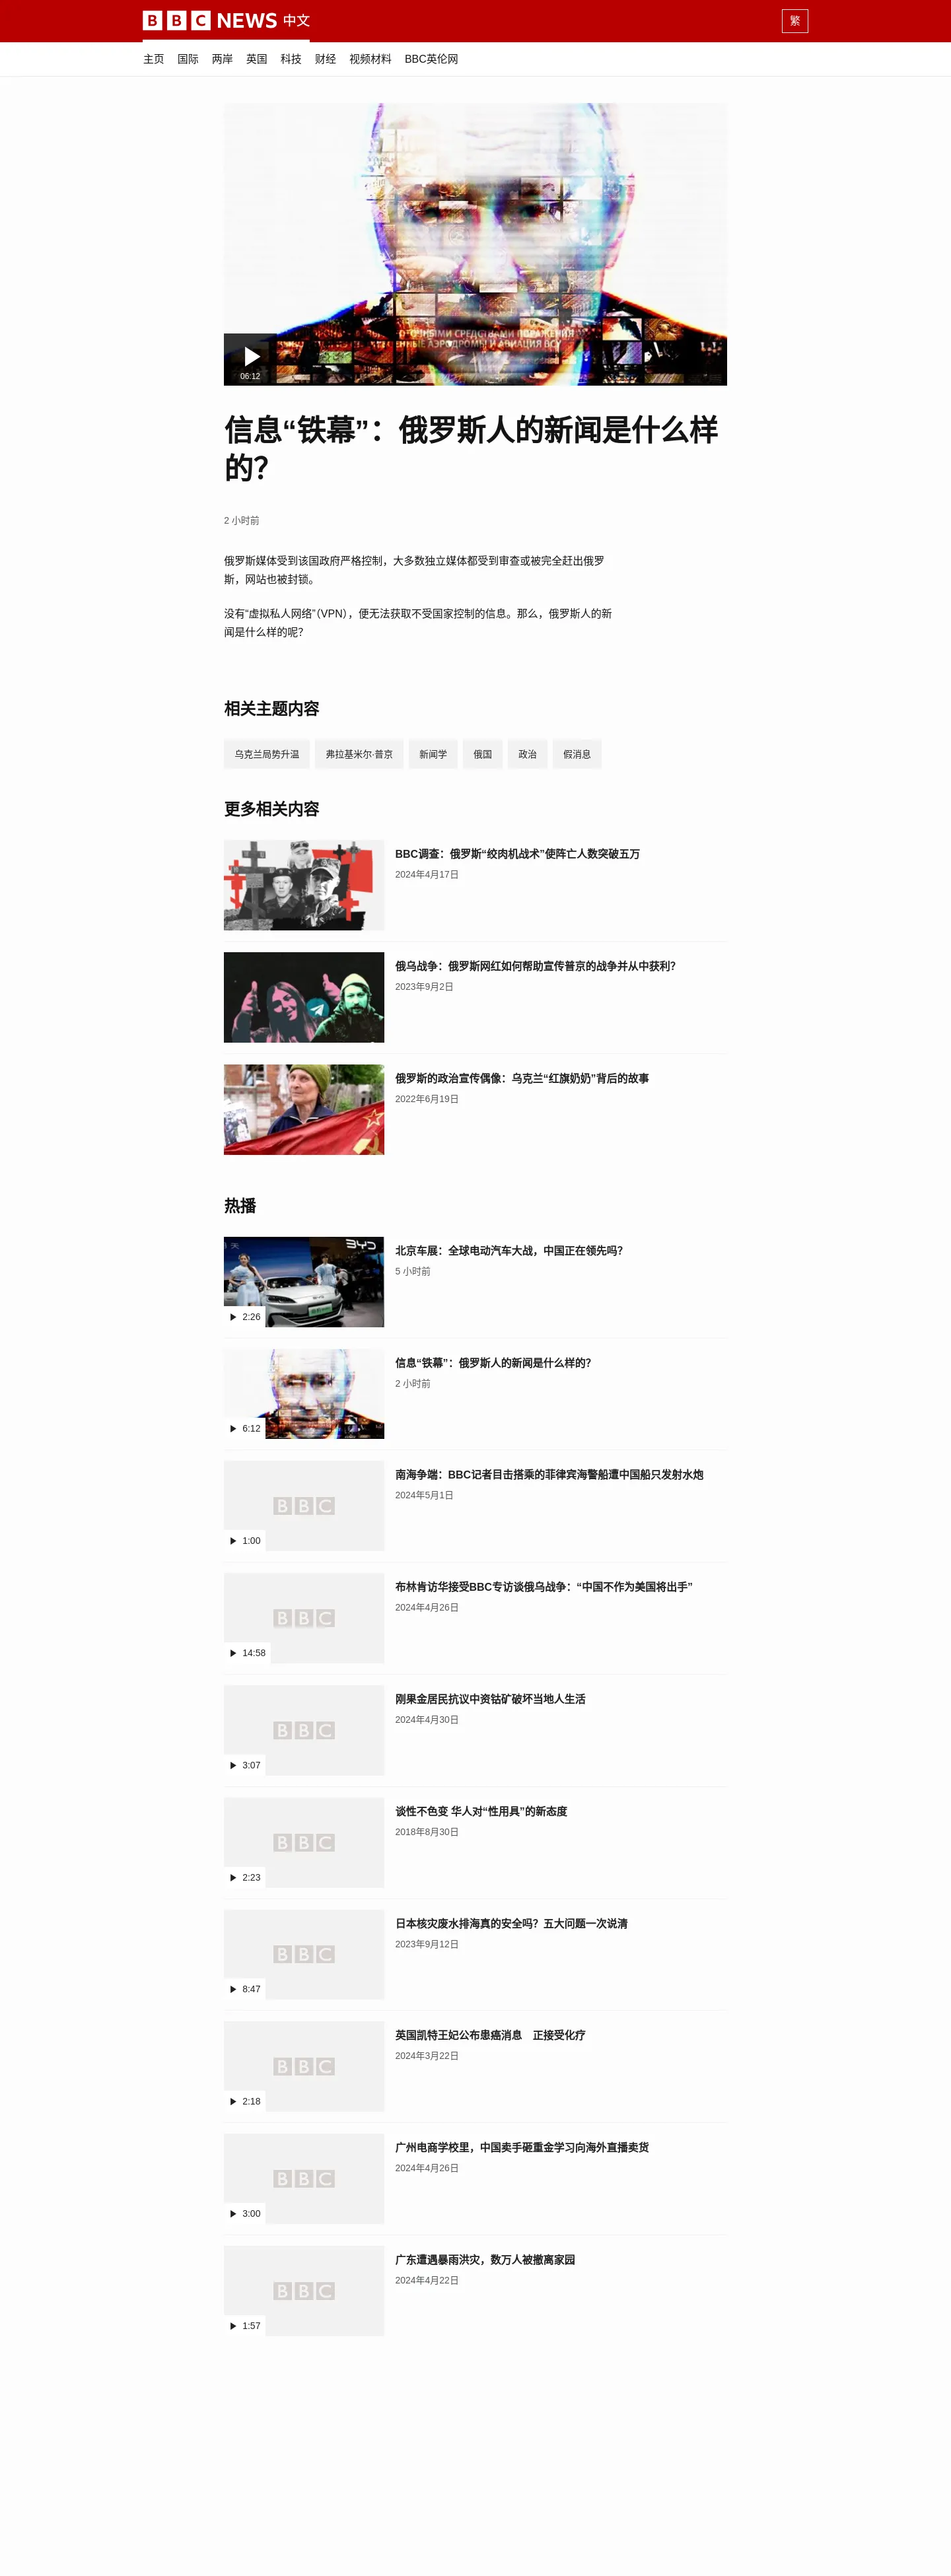 BBC NEWS 中文
繁
主页 国际 两岸 英国 科技 财经 视频材料 BBC英伦网
06:12
信息“铁幕”：俄罗斯人的新闻是什么样
的？
2 小时前
俄罗斯媒体受到该国政府严格控制，大多数独立媒体都受到审查或被完全赶出俄罗
斯，网站也被封锁。
没有“虚拟私人网络”（VPN），便无法获取不受国家控制的信息。那么，俄罗斯人的新
闻是什么样的呢？
相关主题内容
乌克兰局势升温 弗拉基米尔·普京 新闻学 俄国 政治 假消息
更多相关内容
BBC调查：俄罗斯“绞肉机战术”使阵亡人数突破五万
2024年4月17日
俄乌战争：俄罗斯网红如何帮助宣传普京的战争并从中获利？
2023年9月2日
俄罗斯的政治宣传偶像：乌克兰“红旗奶奶”背后的故事
2022年6月19日
热播
BYD
北京车展：全球电动汽车大战，中国正在领先吗？
5 小时前
2:26
信息“铁幕”：俄罗斯人的新闻是什么样的？
2 小时前
6:12
南海争端：BBC记者目击搭乘的菲律宾海警船遭中国船只发射水炮
2024年5月1日
BBC
1:00
布林肯访华接受BBC专访谈俄乌战争：“中国不作为美国将出手”
2024年4月26日
BBC
14:58
刚果金居民抗议中资钴矿破坏当地人生活
2024年4月30日
BBC
3:07
谈性不色变 华人对“性用具”的新态度
2018年8月30日
BBC
2:23
日本核灾废水排海真的安全吗？五大问题一次说清
2023年9月12日
BBC
8:47
英国凯特王妃公布患癌消息　正接受化疗
2024年3月22日
BBC
2:18
广州电商学校里，中国卖手砸重金学习向海外直播卖货
2024年4月26日
BBC
3:00
广东遭遇暴雨洪灾，数万人被撤离家园
2024年4月22日
BBC
1:57